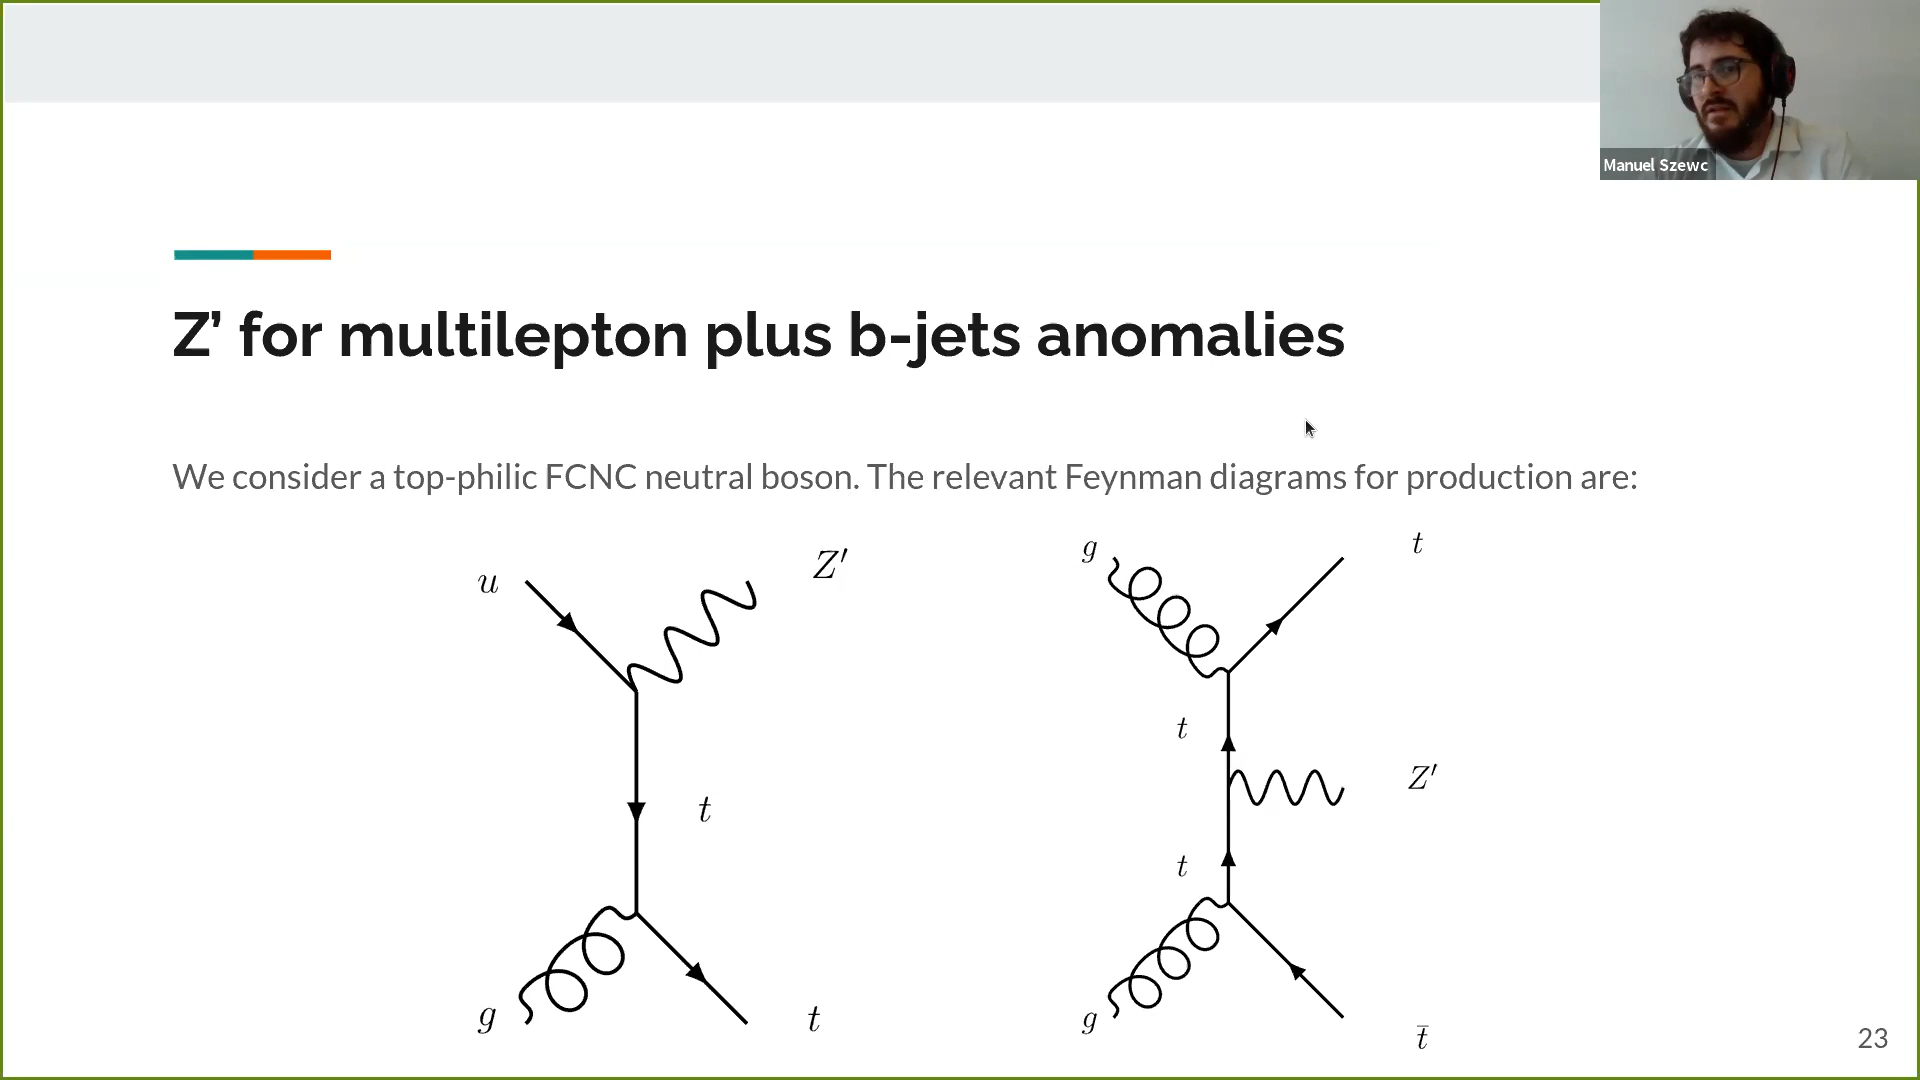 Manuel Szewc
Z’ for multilepton plus b-jets anomalies
We consider a top-philic FCNC neutral boson. The relevant Feynman diagrams for production are:
u
Z′
t
g
t
g
t
t
Z′
t
g
t̄
23